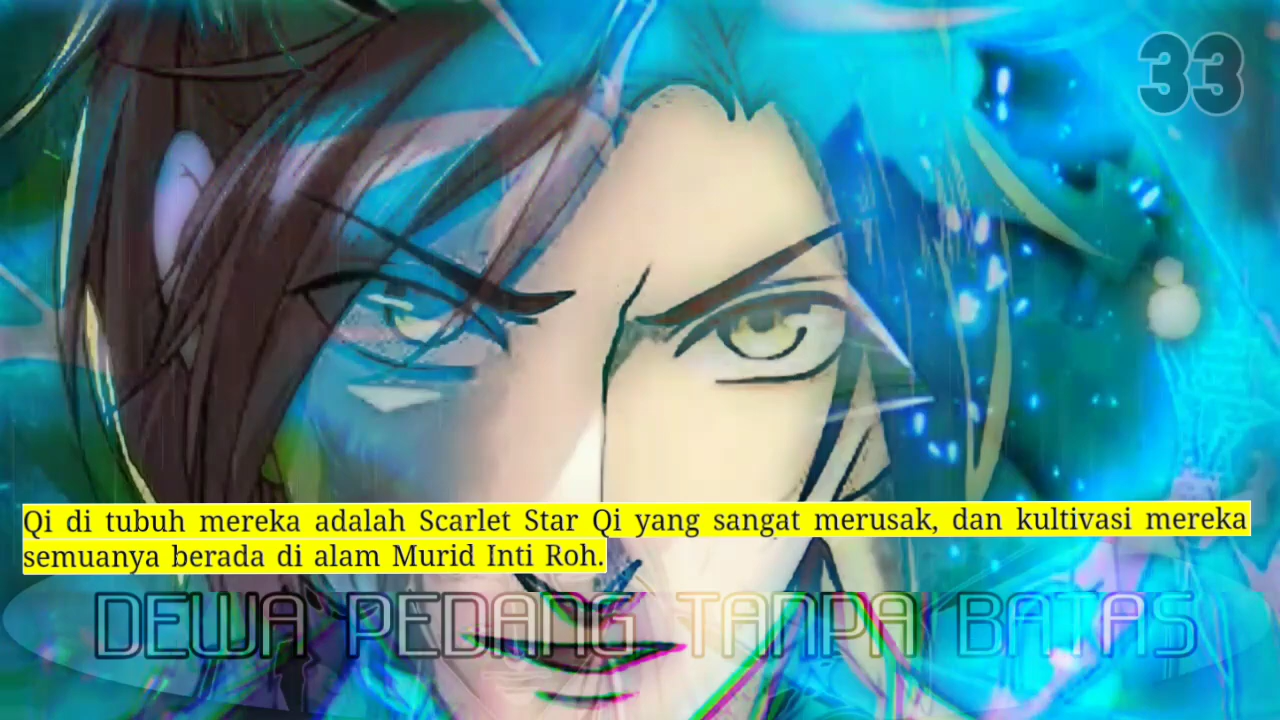 33
Qi di tubuh mereka adalah Scarlet Star Qi yang sangat merusak, dan kultivasi mereka
semuanya berada di alam Murid Inti Roh.
DEWA PEDANG TANPA BATAS